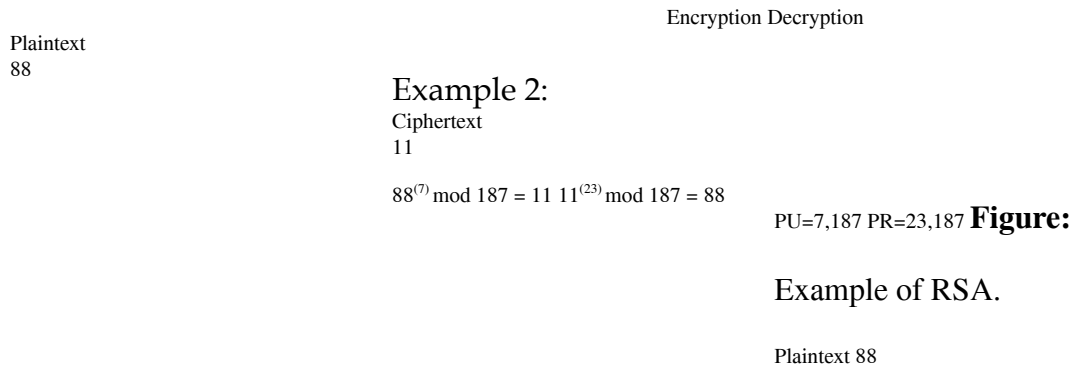 Encryption Decryption
Plaintext
88
Example 2:
Ciphertext
11
88^(7) mod 187 = 11 11^(23) mod 187 = 88
PU=7,187 PR=23,187 Figure:
Example of RSA.
Plaintext 88